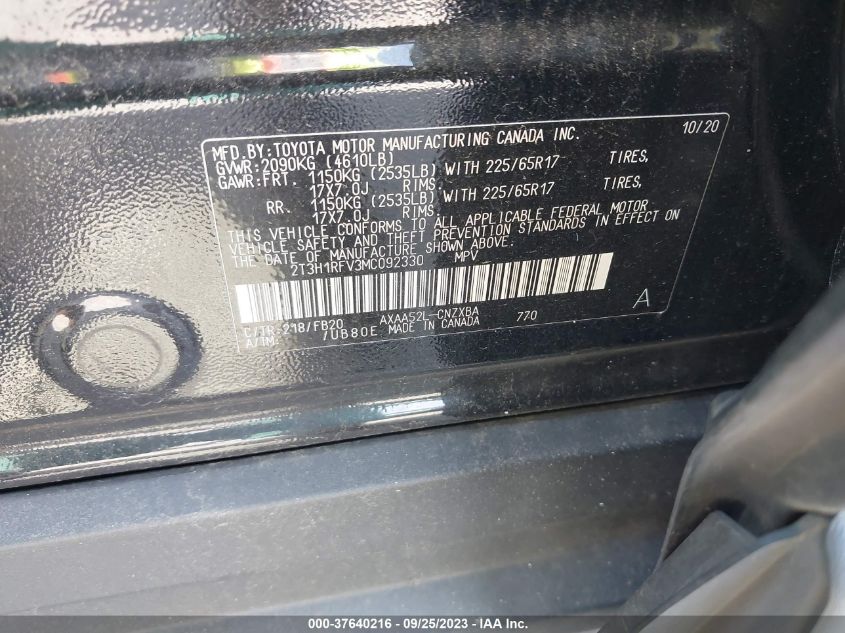 MFD.BY:TOYOTA MOTOR MANUFACTURING CANADA INC. 10/20
GVWR:2090KG (4610LB)
GAWR:FRT. 1150KG (2535LB) WITH 225/65R17 TIRES,
17X7.0J RIMS,
RR. 1150KG (2535LB) WITH 225/65R17 TIRES,
17X7.0J RIMS,
THIS VEHICLE CONFORMS TO ALL APPLICABLE FEDERAL MOTOR
VEHICLE SAFETY AND THEFT PREVENTION STANDARDS IN EFFECT ON
THE DATE OF MANUFACTURE SHOWN ABOVE.
2T3H1RFV3MC092330 MPV
A
C/TR-218/FB20 AXAA52L-CNZXBA 770
A/TM- /UB80E MADE IN CANADA
000-37640216 - 09/25/2023 - IAA Inc.